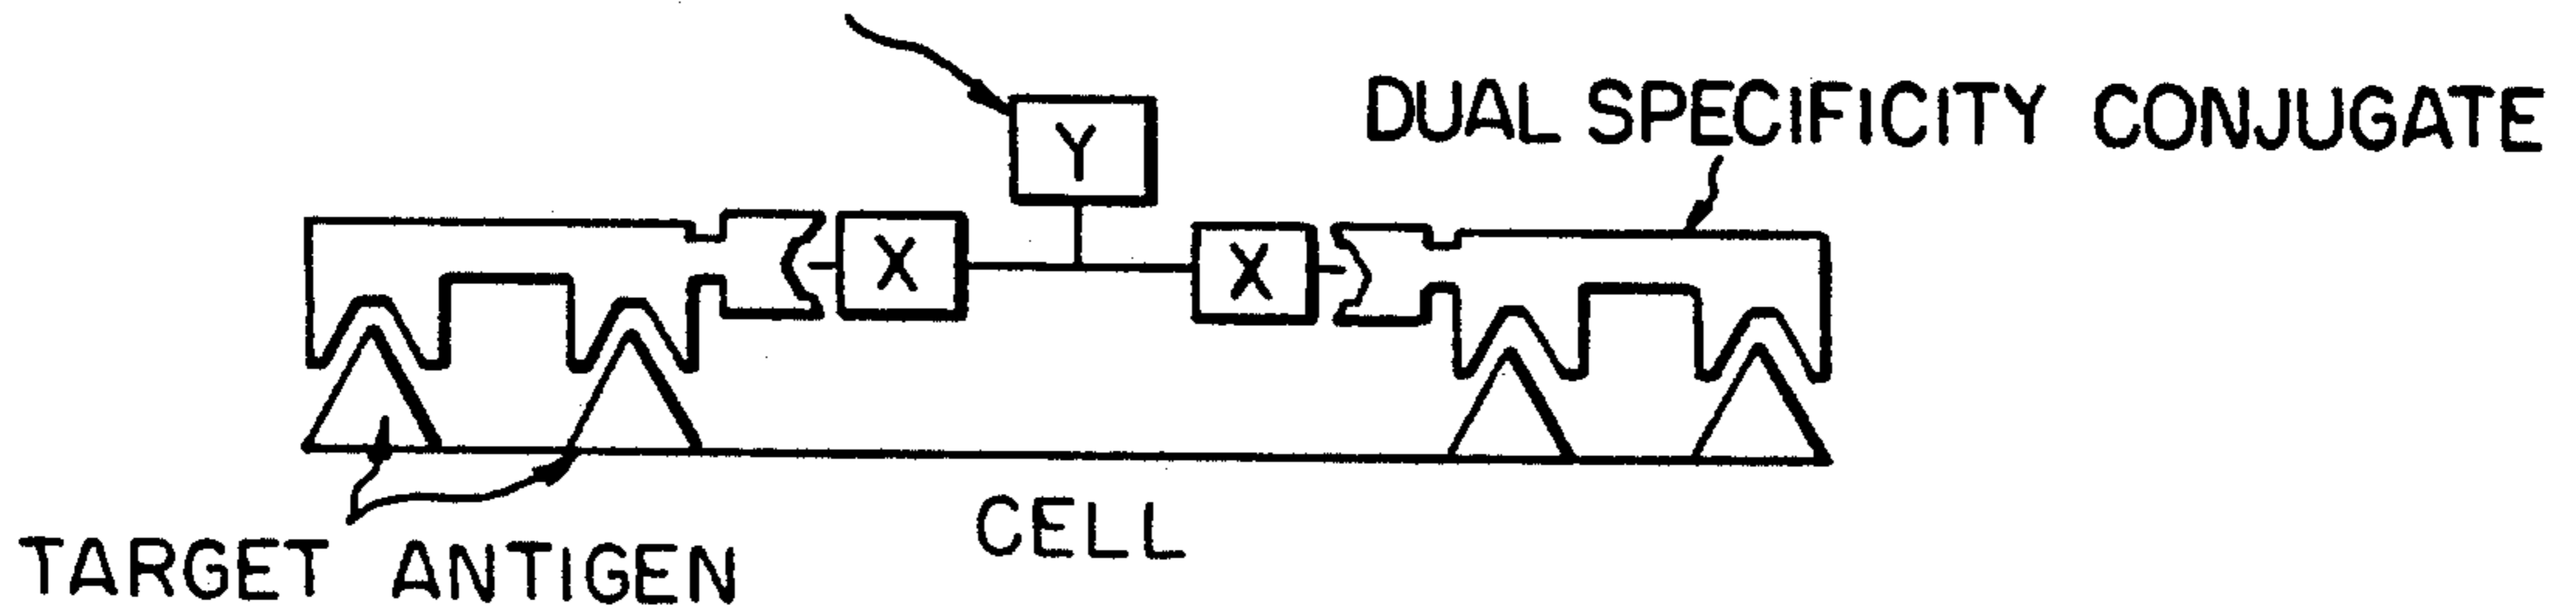 Y
DUAL SPECIFICITY CONJUGATE
X
X
CELL
TARGET ANTIGEN